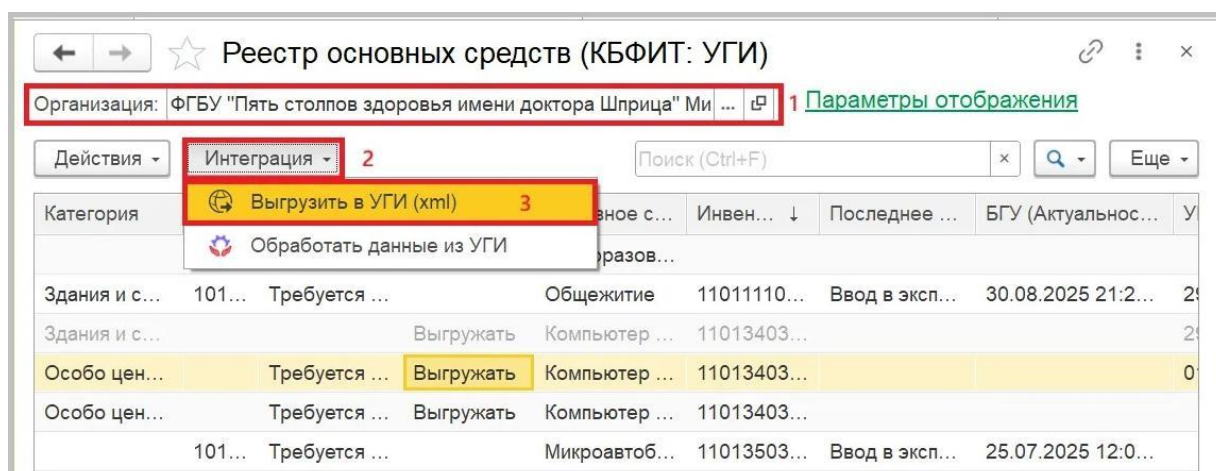 Реестр основных средств (КБФИТ: УГИ)
Организация: ФГБУ "Пять столпов здоровья имени доктора Шприца" Ми ... 1 Параметры отображения
Действия Интеграция 2 Поиск (Ctrl+F) Еще
Категория Выгрузить в УГИ (xml) 3 вное с... Инвен... ↓ Последнее ... БГУ (Актуальнос...
Обработать данные из УГИ разов...
Здания и с... 101... Требуется ... Общежитие 11011110... Ввод в эксп... 30.08.2025 21:2... 29
Здания и с... Выгружать Компьютер ... 11013403... 29
Особо цен... Требуется ... Выгружать Компьютер ... 11013403... 01
Особо цен... Требуется ... Выгружать Компьютер ... 11013403...
101... Требуется ... Микроавтоб... 11013503... Ввод в эксп... 25.07.2025 12:0...